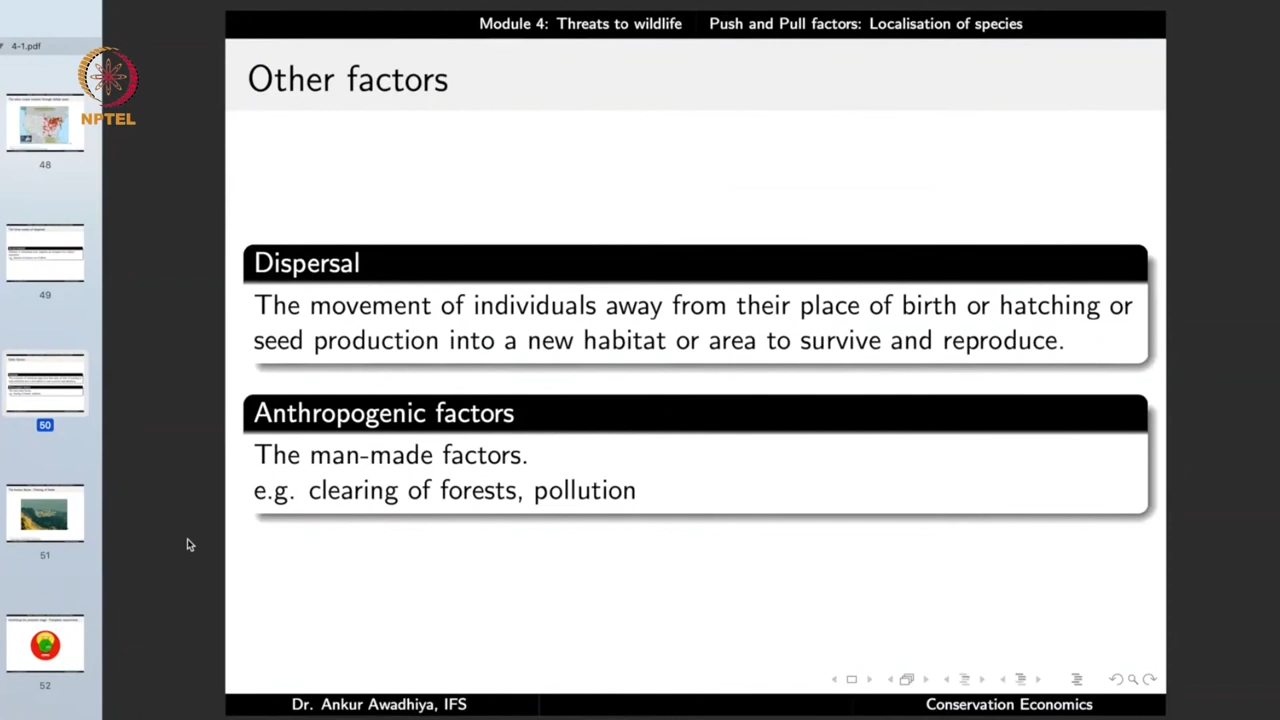 Module 4: Threats to wildlife Push and Pull factors: Localisation of species
4-1.pdf
NPTEL
48
49
50
51
52
Other factors
Dispersal
The movement of individuals away from their place of birth or hatching or
seed production into a new habitat or area to survive and reproduce.
Anthropogenic factors
The man-made factors.
e.g. clearing of forests, pollution
Dr. Ankur Awadhiya, IFS Conservation Economics